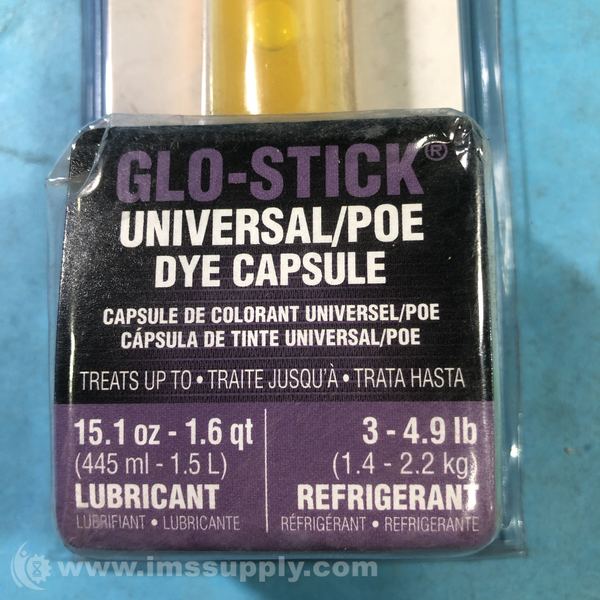 GLO-STICK®
UNIVERSAL/POE
DYE CAPSULE
CAPSULE DE COLORANT UNIVERSEL/POE
CÁPSULA DE TINTE UNIVERSAL/POE
TREATS UP TO • TRAITE JUSQU'À • TRATA HASTA
15.1 oz - 1.6 qt
(445 ml - 1.5 L)
LUBRICANT
LUBRIFIANT • LUBRICANTE
3 - 4.9 lb
(1.4 - 2.2 kg)
REFRIGERANT
RÉFRIGÉRANT • REFRIGERANTE
www.imssupply.com